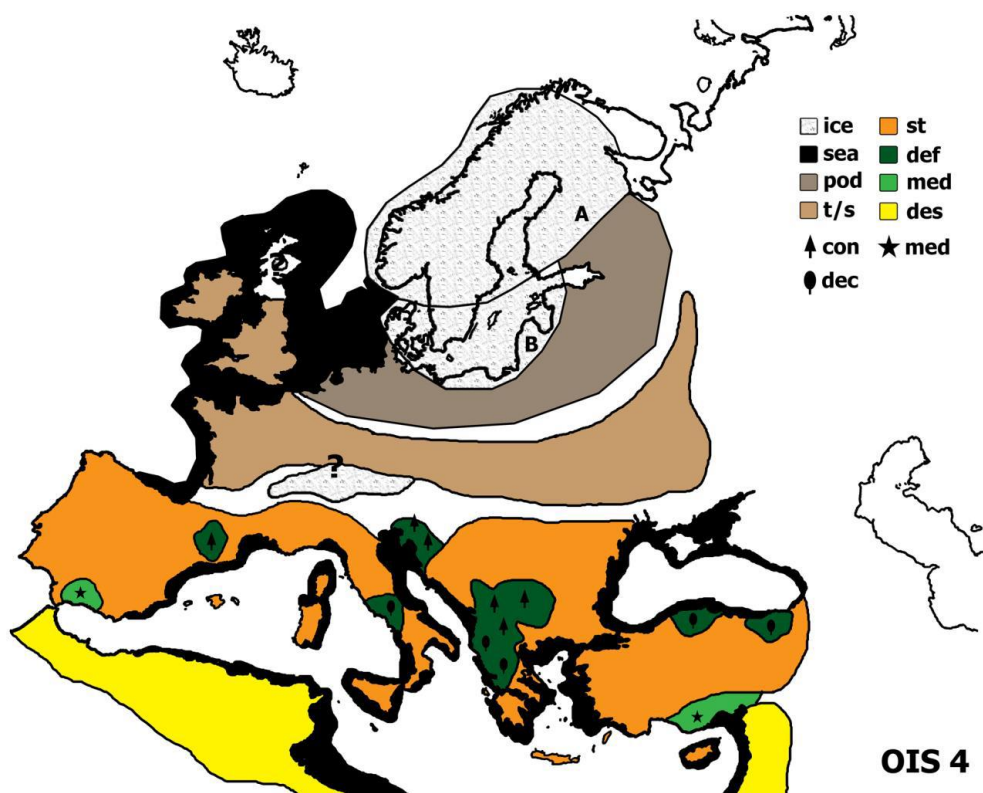 ice st
sea def
pod med
t/s des
con med
dec
A
B
?
OIS 4